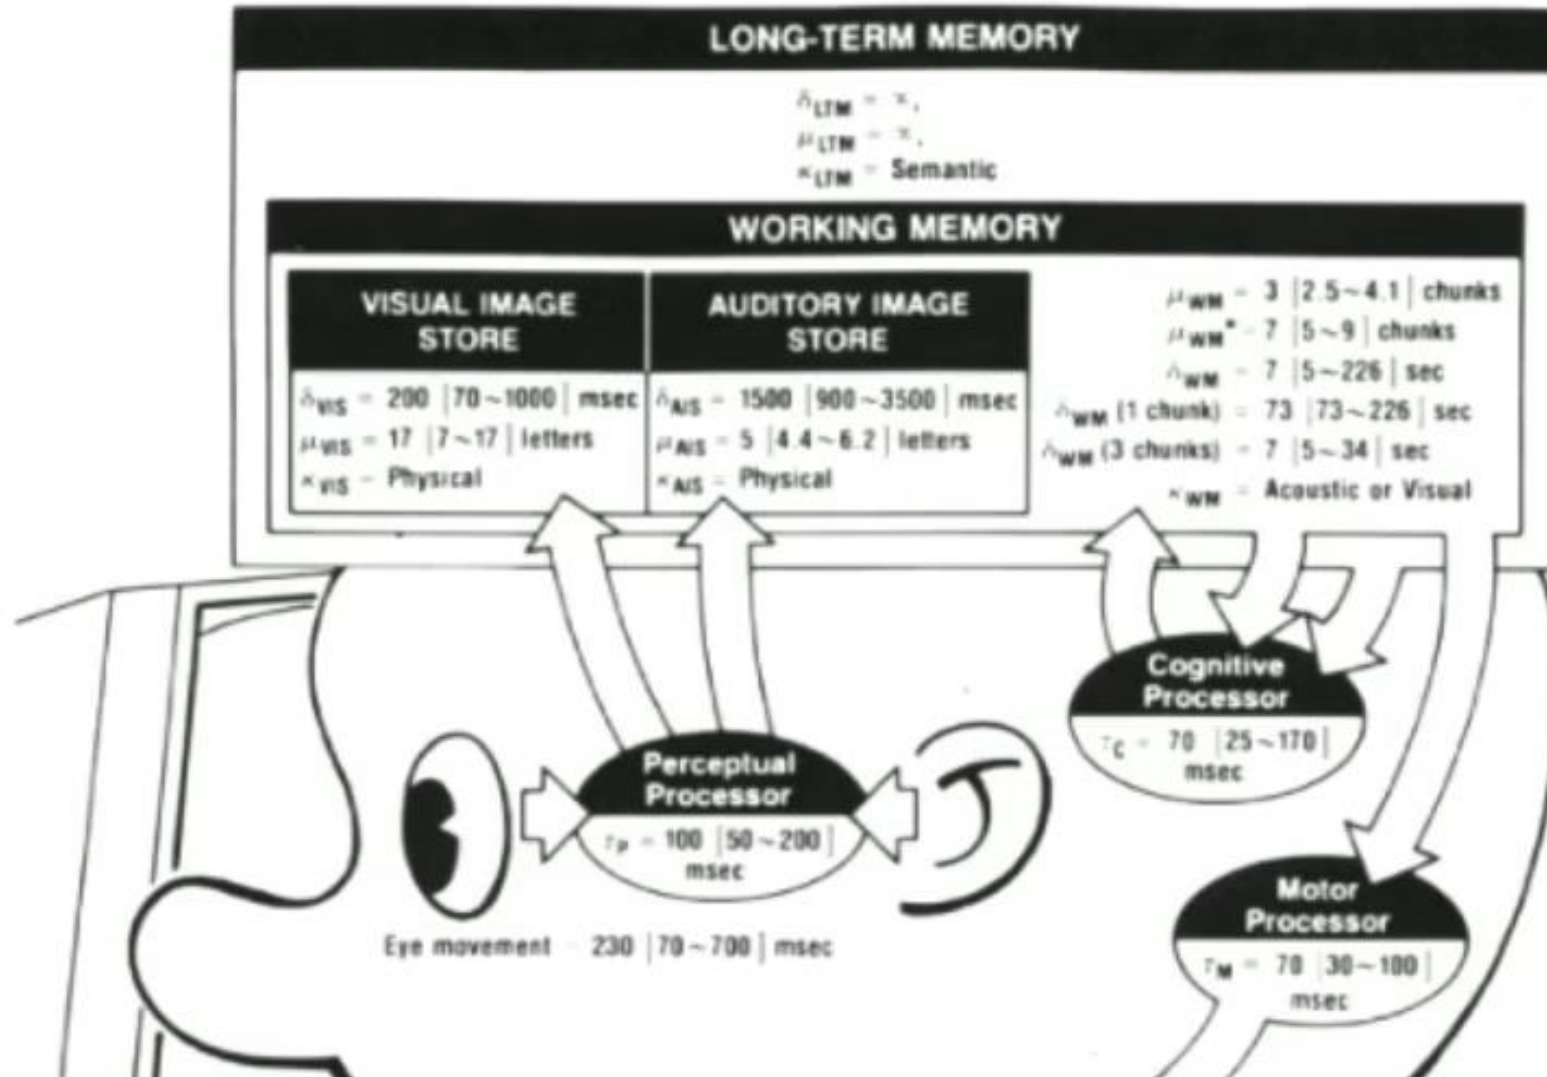 LONG-TERM MEMORY
δLTM = ∞,
μLTM = ∞,
κLTM = Semantic
WORKING MEMORY
VISUAL IMAGE
STORE
δVIS = 200 [70~1000] msec
μVIS = 17 [7~17] letters
κVIS = Physical
AUDITORY IMAGE
STORE
δAIS = 1500 [900~3500] msec
μAIS = 5 [4.4~6.2] letters
κAIS = Physical
μWM = 3 [2.5~4.1] chunks
μWM* = 7 [5~9] chunks
δWM = 7 [5~226] sec
δWM (1 chunk) = 73 [73~226] sec
δWM (3 chunks) = 7 [5~34] sec
κWM = Acoustic or Visual
Cognitive
Processor
τC = 70 [25~170]
msec
Perceptual
Processor
τP = 100 [50~200]
msec
Eye movement = 230 [70~700] msec
Motor
Processor
τM = 70 [30~100]
msec